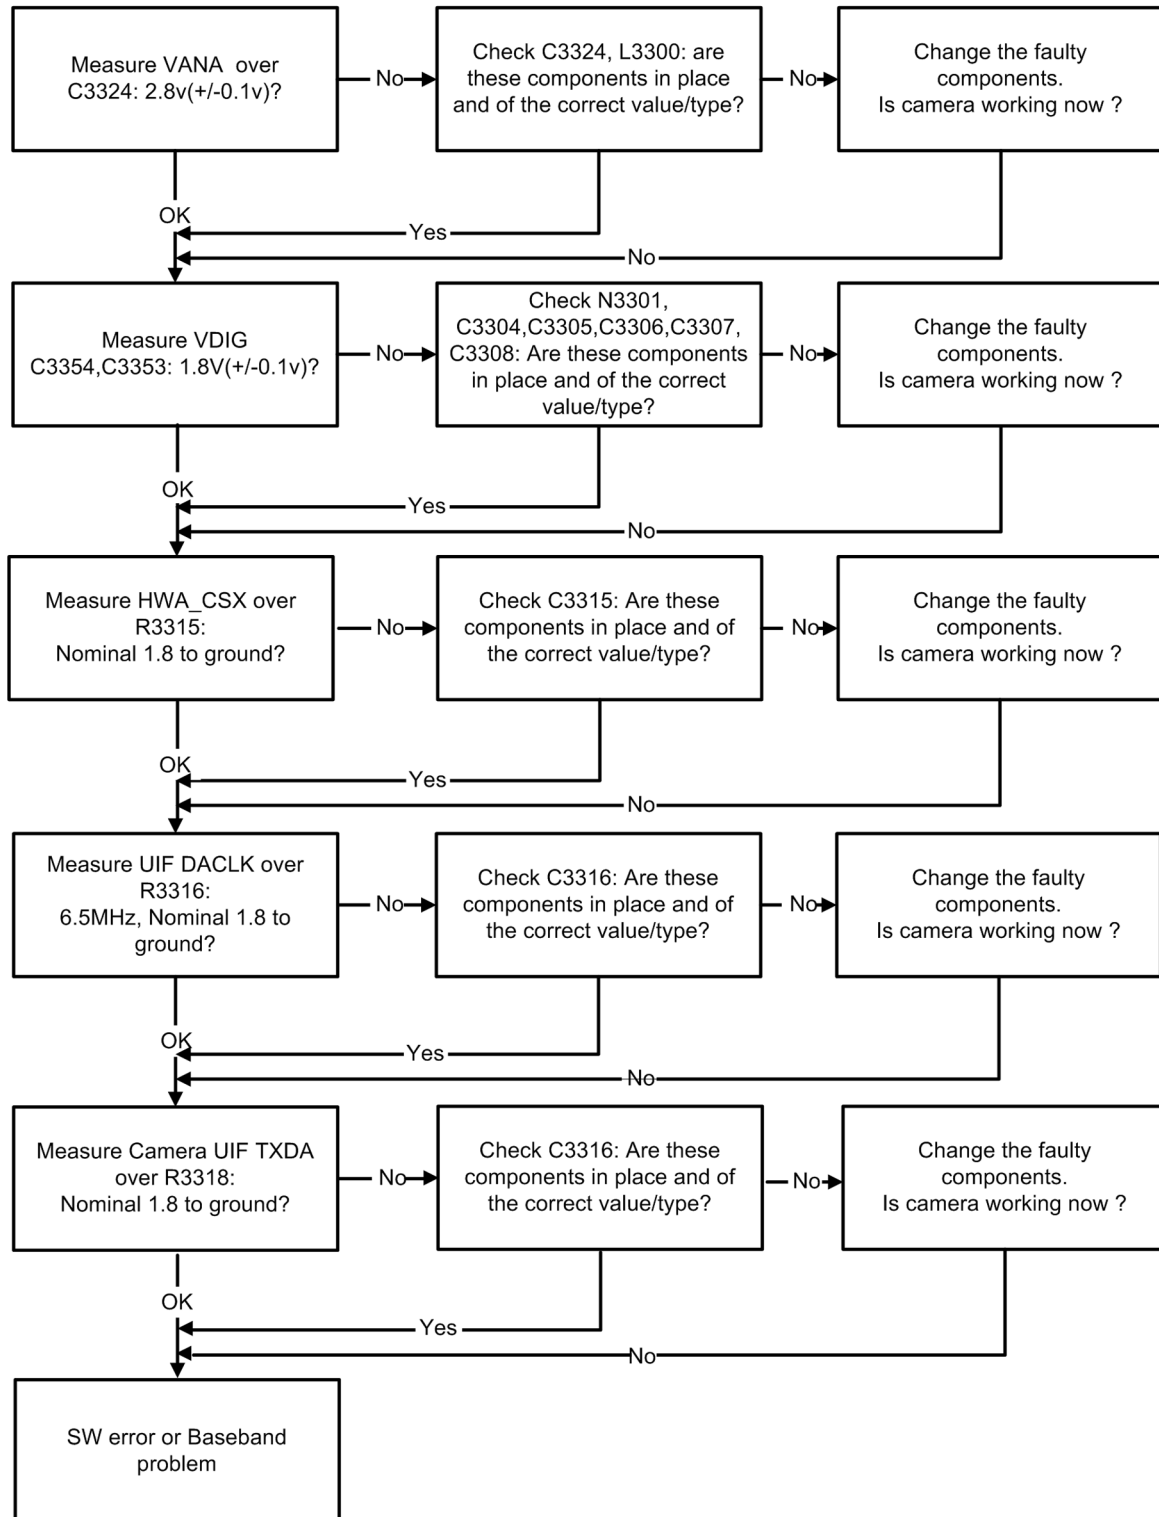 Measure VANA over
C3324: 2.8v(+/-0.1v)?
No
Check C3324, L3300: are
these components in place
and of the correct value/type?
No
Change the faulty
components.
Is camera working now ?
OK
Yes
No
Measure VDIG
C3354,C3353: 1.8V(+/-0.1v)?
No
Check N3301,
C3304,C3305,C3306,C3307,
C3308: Are these components
in place and of the correct
value/type?
No
Change the faulty
components.
Is camera working now ?
OK
Yes
No
Measure HWA_CSX over
R3315:
Nominal 1.8 to ground?
No
Check C3315: Are these
components in place and of
the correct value/type?
No
Change the faulty
components.
Is camera working now ?
OK
Yes
No
Measure UIF DACLK over
R3316:
6.5MHz, Nominal 1.8 to
ground?
No
Check C3316: Are these
components in place and of
the correct value/type?
No
Change the faulty
components.
Is camera working now ?
OK
Yes
No
Measure Camera UIF TXDA
over R3318:
Nominal 1.8 to ground?
No
Check C3316: Are these
components in place and of
the correct value/type?
No
Change the faulty
components.
Is camera working now ?
OK
Yes
No
SW error or Baseband
problem